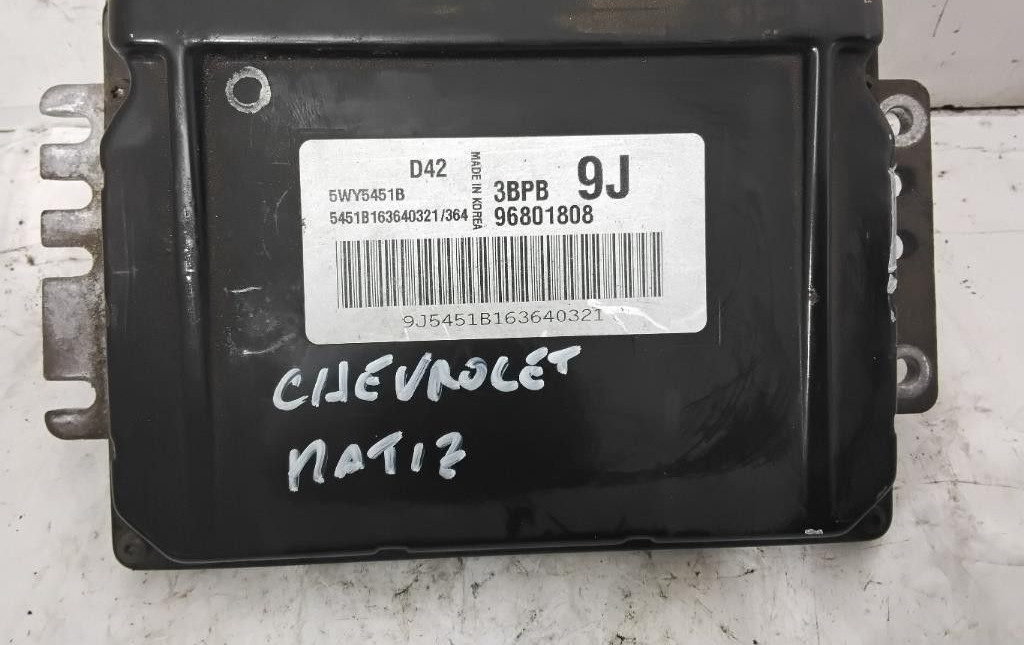 D42
5WY5451B
5451B163640321/364
MADE IN KOREA
3BPB 9J
96801808
9J5451B163640321
CHEVROLET
MATIZ